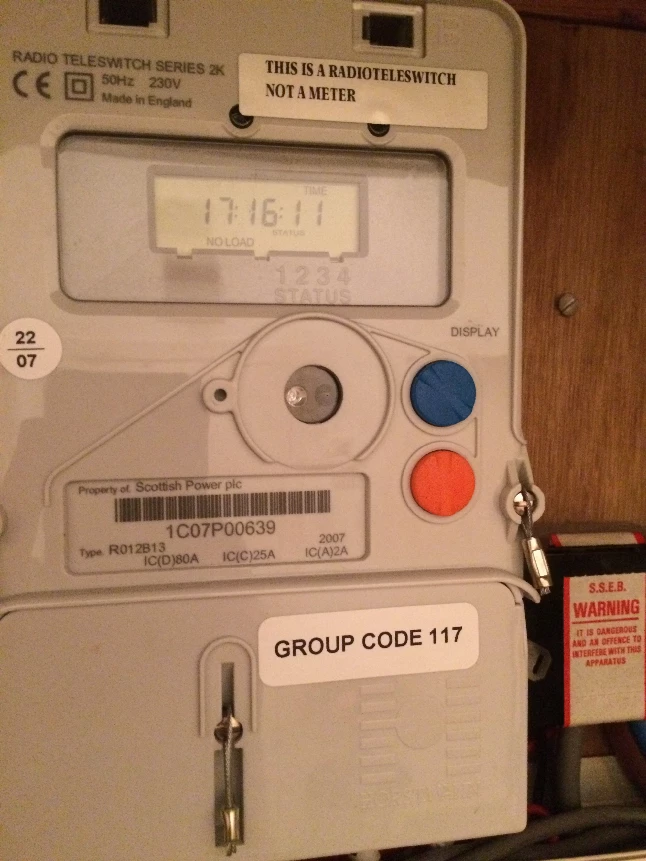 RADIO TELESWITCH SERIES 2K
CE 50Hz 230V
Made in England
THIS IS A RADIOTELESWITCH
NOT A METER
TIME
17:16:11
STATUS
NO LOAD
1 2 3 4
STATUS
22
07
DISPLAY
Property of. Scottish Power plc
1C07P00639
Type. R012B13 2007
IC(D)80A IC(C)25A IC(A)2A
GROUP CODE 117
S.S.E.B.
WARNING
IT IS DANGEROUS
AND AN OFFENCE TO
INTERFERE WITH THIS
APPARATUS